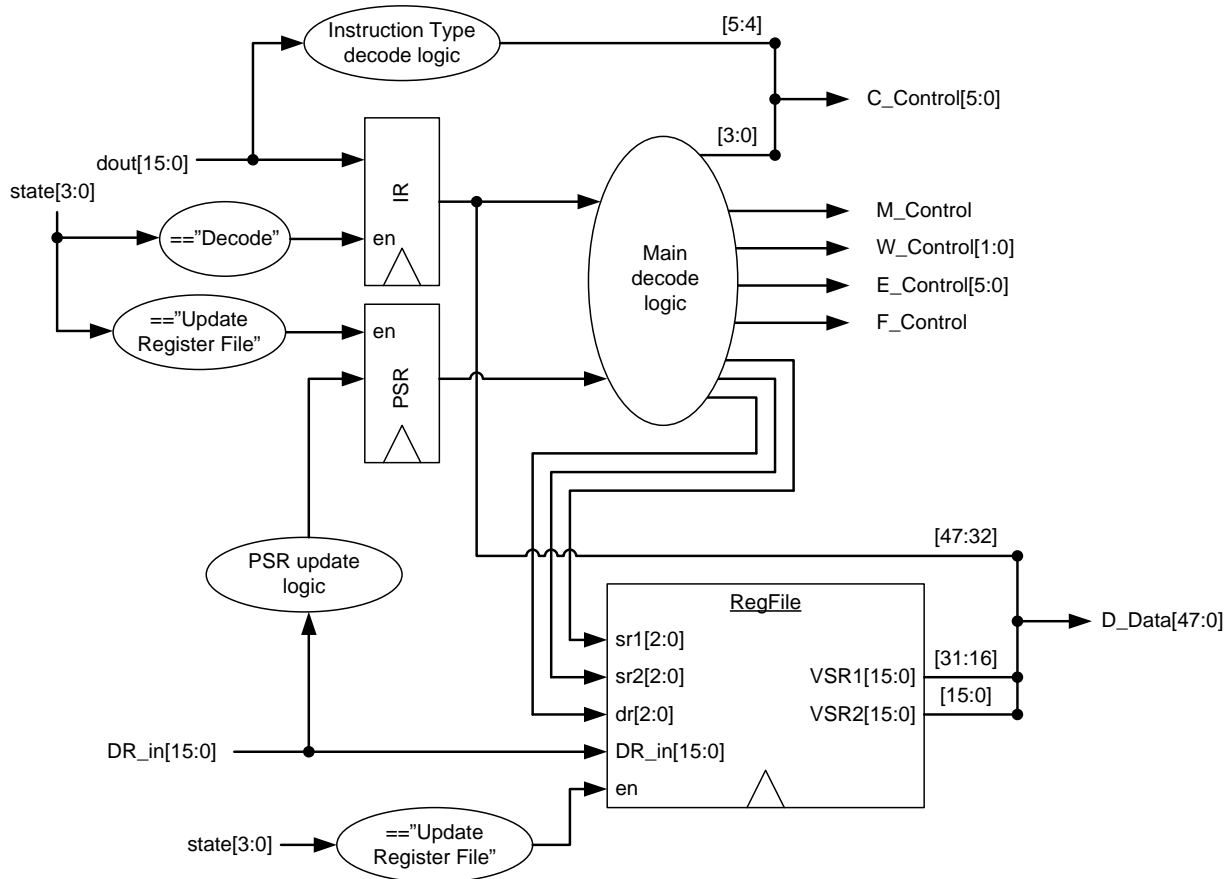 Instruction Type
decode logic
[5:4]
C_Control[5:0]
[3:0]
dout[15:0]
state[3:0]
IR
en
=="Decode"
Main
decode
logic
M_Control
W_Control[1:0]
E_Control[5:0]
F_Control
=="Update
Register File"
en
PSR
PSR update
logic
[47:32]
RegFile
D_Data[47:0]
sr1[2:0]
sr2[2:0]
dr[2:0]
DR_in[15:0]
en
VSR1[15:0]
VSR2[15:0]
[31:16]
[15:0]
DR_in[15:0]
state[3:0]
=="Update
Register File"